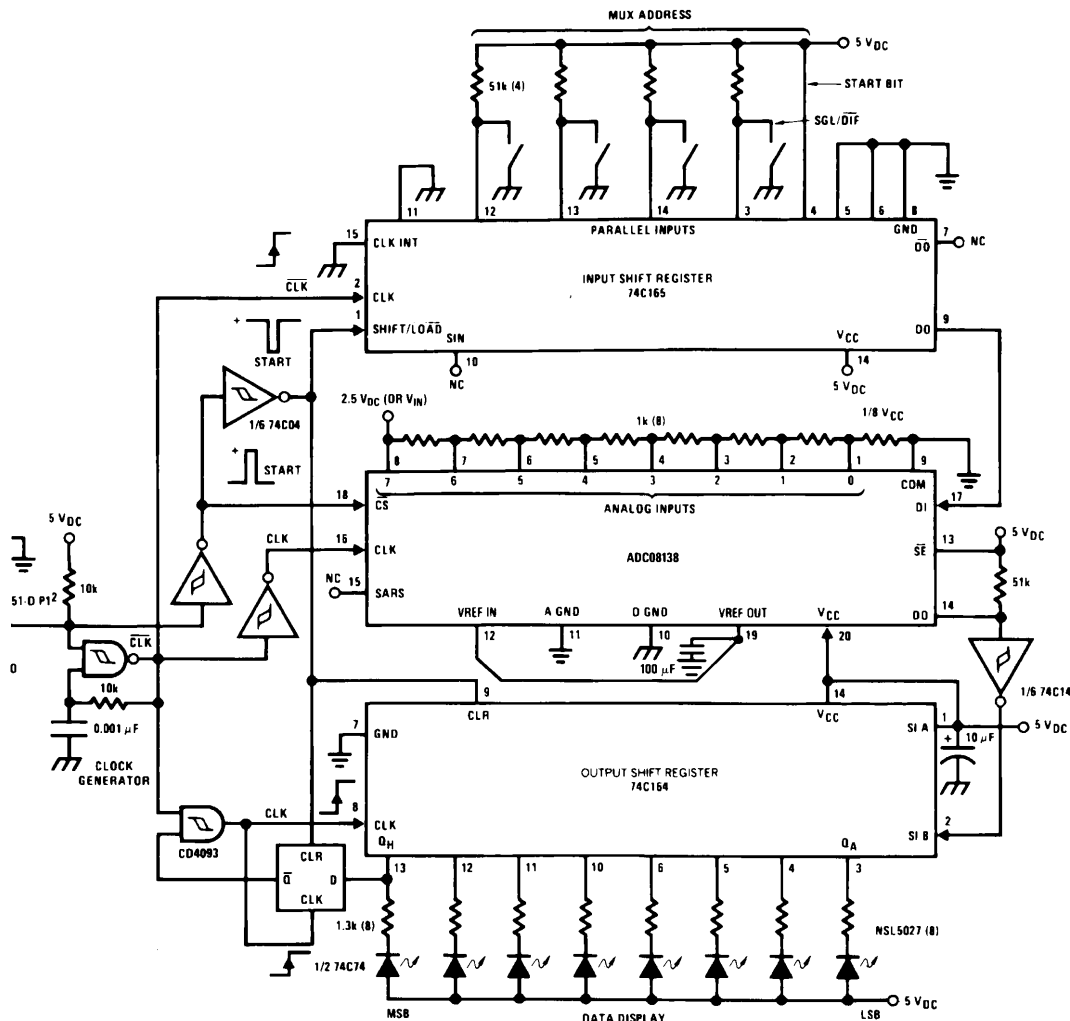 MUX ADDRESS
5 VDC
51k (4)
START BIT
SGL/DIF
11
12
13
14
3
4
5
6
8
GND
15
CLK INT
PARALLEL INPUTS
DO
7
NC
INPUT SHIFT REGISTER
74C165
CLK
2
CLK
1
SHIFT/LOAD
SIN
VCC
DO
9
+
START
10
NC
14
5 VDC
1/6 74C04
2.5 VDC (OR VIN)
1k (8)
1/8 VCC
START
8
7
6
5
4
3
2
1
9
7
6
5
4
3
2
1
0
COM
18
CS
ANALOG INPUTS
DI
17
5 VDC
CLK
16
CLK
ADC08138
SE
13
5 VDC
10k
NC
15
SARS
51k
51-D P1²
VREF IN
A GND
D GND
VREF OUT
VCC
DO
14
CLK
12
11
10
19
20
0
10k
100 µF
1/6 74C14
0.001 µF
CLOCK
GENERATOR
9
CLR
14
VCC
7
GND
SI A
1
+
10 µF
5 VDC
OUTPUT SHIFT REGISTER
74C164
CLK
8
CLK
SI B
2
CD4093
QH
QA
CLR
Q
D
CLK
13
12
11
10
6
5
4
3
1.3k (8)
NSL5027 (8)
1/2 74C74
5 VDC
MSB
DATA DISPLAY
LSB